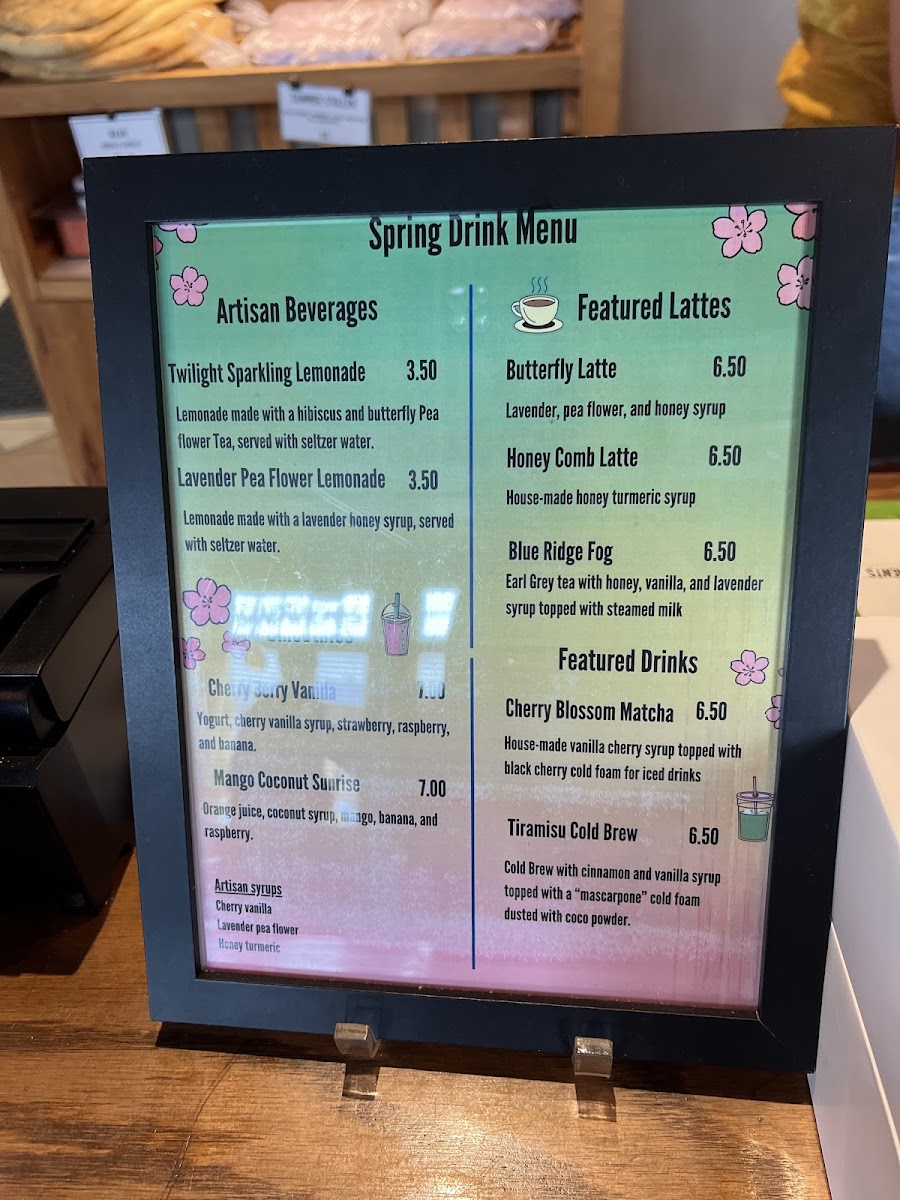 Spring Drink Menu
Artisan Beverages
Twilight Sparkling Lemonade 3.50
Lemonade made with a hibiscus and butterfly Pea
flower Tea, served with seltzer water.
Lavender Pea Flower Lemonade 3.50
Lemonade made with a lavender honey syrup, served
with seltzer water.
Smoothies
Cherry Berry Vanilla 7.00
Yogurt, cherry vanilla syrup, strawberry, raspberry,
and banana.
Mango Coconut Sunrise 7.00
Orange juice, coconut syrup, mango, banana, and
raspberry.
Artisan syrups
Cherry vanilla
Lavender pea flower
Honey turmeric
Featured Lattes
Butterfly Latte 6.50
Lavender, pea flower, and honey syrup
Honey Comb Latte 6.50
House-made honey turmeric syrup
Blue Ridge Fog 6.50
Earl Grey tea with honey, vanilla, and lavender
syrup topped with steamed milk
Featured Drinks
Cherry Blossom Matcha 6.50
House-made vanilla cherry syrup topped with
black cherry cold foam for iced drinks
Tiramisu Cold Brew 6.50
Cold Brew with cinnamon and vanilla syrup
topped with a “mascarpone” cold foam
dusted with coco powder.